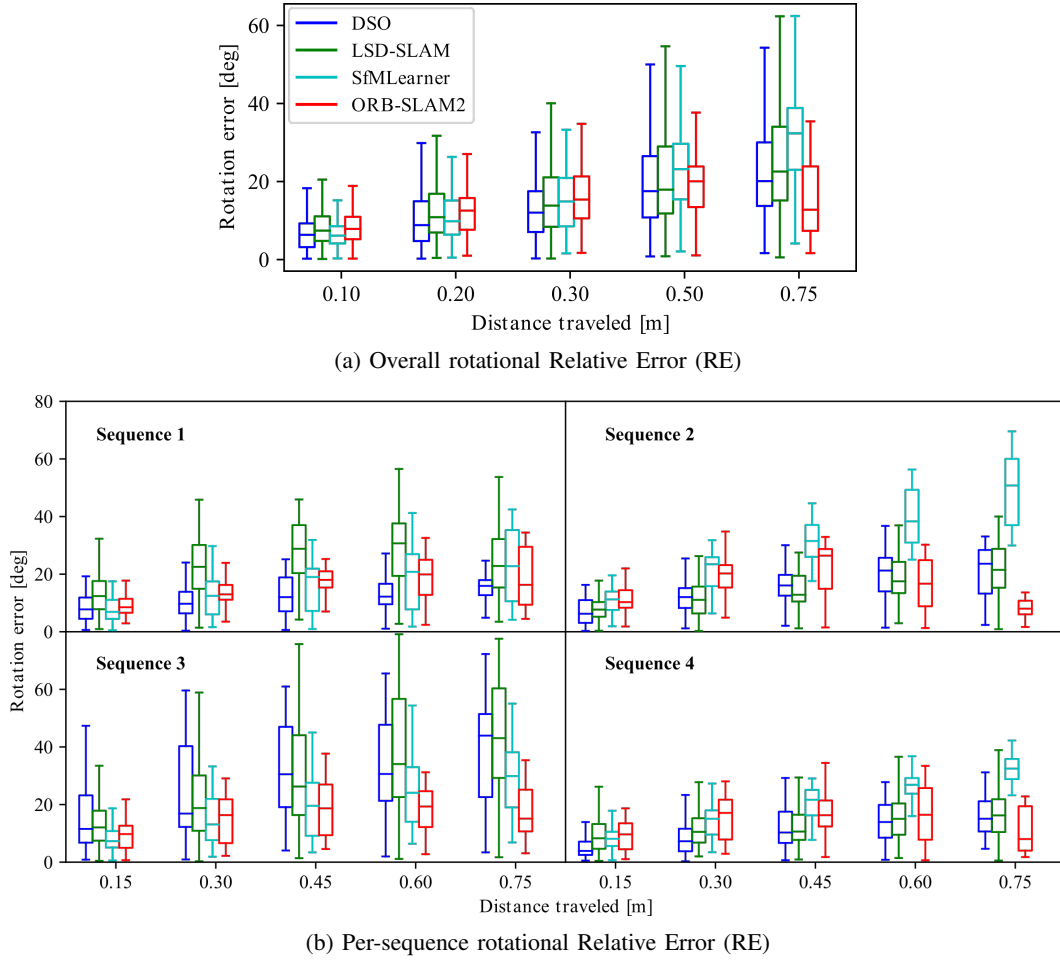 60
40
20
0
Rotation error [deg]
DSO
LSD-SLAM
SfMLearner
ORB-SLAM2
0.10 0.20 0.30 0.50 0.75
Distance traveled [m]
(a) Overall rotational Relative Error (RE)
80
60
40
20
0
60
40
20
0
Rotation error [deg]
Sequence 1
Sequence 2
Sequence 3
Sequence 4
0.15 0.30 0.45 0.60 0.75 0.15 0.30 0.45 0.60 0.75
Distance traveled [m]
(b) Per-sequence rotational Relative Error (RE)